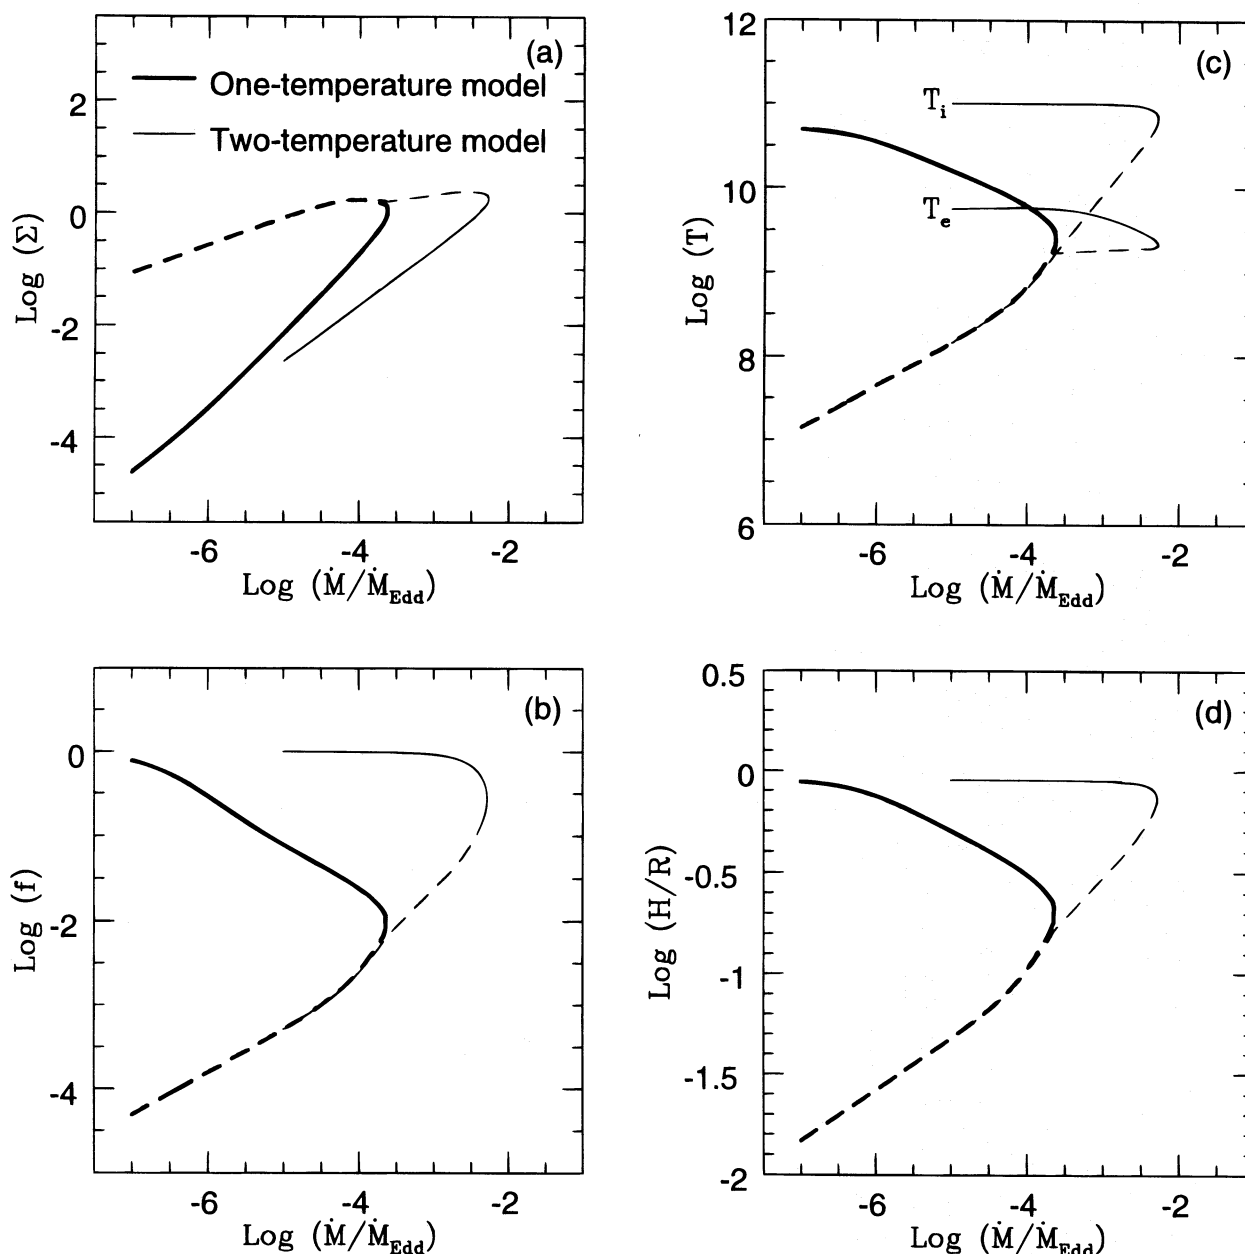 (a)
One-temperature model
Two-temperature model
2
0
-2
-4
Log (Σ)
-6
-4
-2
Log (Ṁ/Ṁ_Edd)
(c)
12
10
8
6
Log (T)
T_i
T_e
-6
-4
-2
Log (Ṁ/Ṁ_Edd)
(b)
0
-2
-4
Log (f)
-6
-4
-2
Log (Ṁ/Ṁ_Edd)
(d)
0.5
0
-0.5
-1
-1.5
-2
Log (H/R)
-6
-4
-2
Log (Ṁ/Ṁ_Edd)